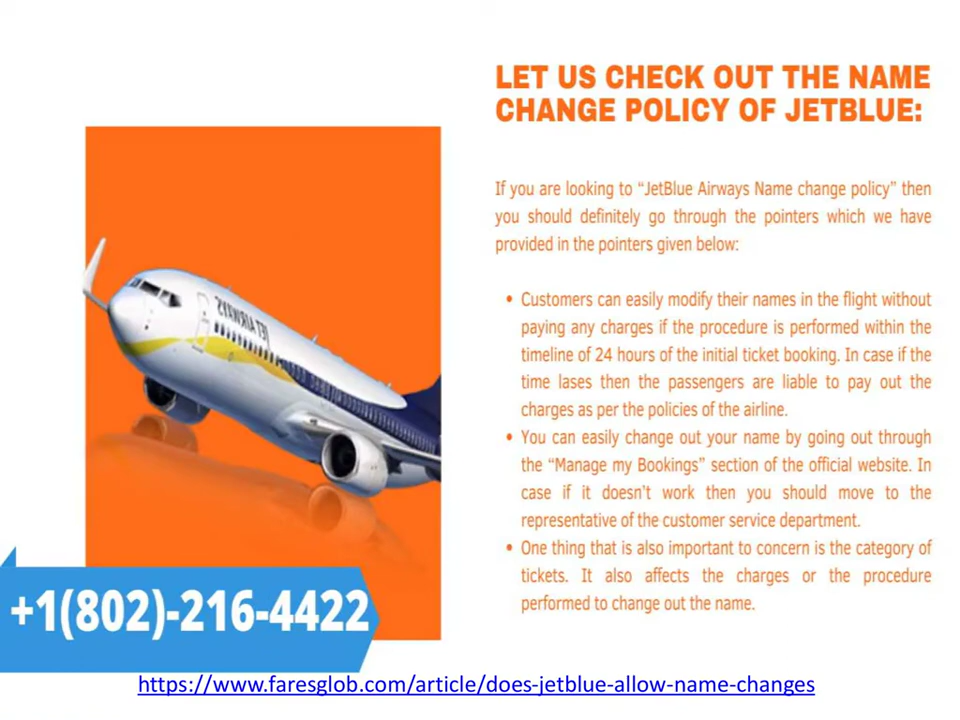 LET US CHECK OUT THE NAME
CHANGE POLICY OF JETBLUE:
If you are looking to “JetBlue Airways Name change policy” then
you should definitely go through the pointers which we have
provided in the pointers given below:
• Customers can easily modify their names in the flight without
paying any charges if the procedure is performed within the
timeline of 24 hours of the initial ticket booking. In case if the
time lases then the passengers are liable to pay out the
charges as per the policies of the airline.
• You can easily change out your name by going out through
the “Manage my Bookings” section of the official website. In
case if it doesn’t work then you should move to the
representative of the customer service department.
• One thing that is also important to concern is the category of
tickets. It also affects the charges or the procedure
performed to change out the name.
JET AIRWAYS
+1(802)-216-4422
https://www.faresglob.com/article/does-jetblue-allow-name-changes